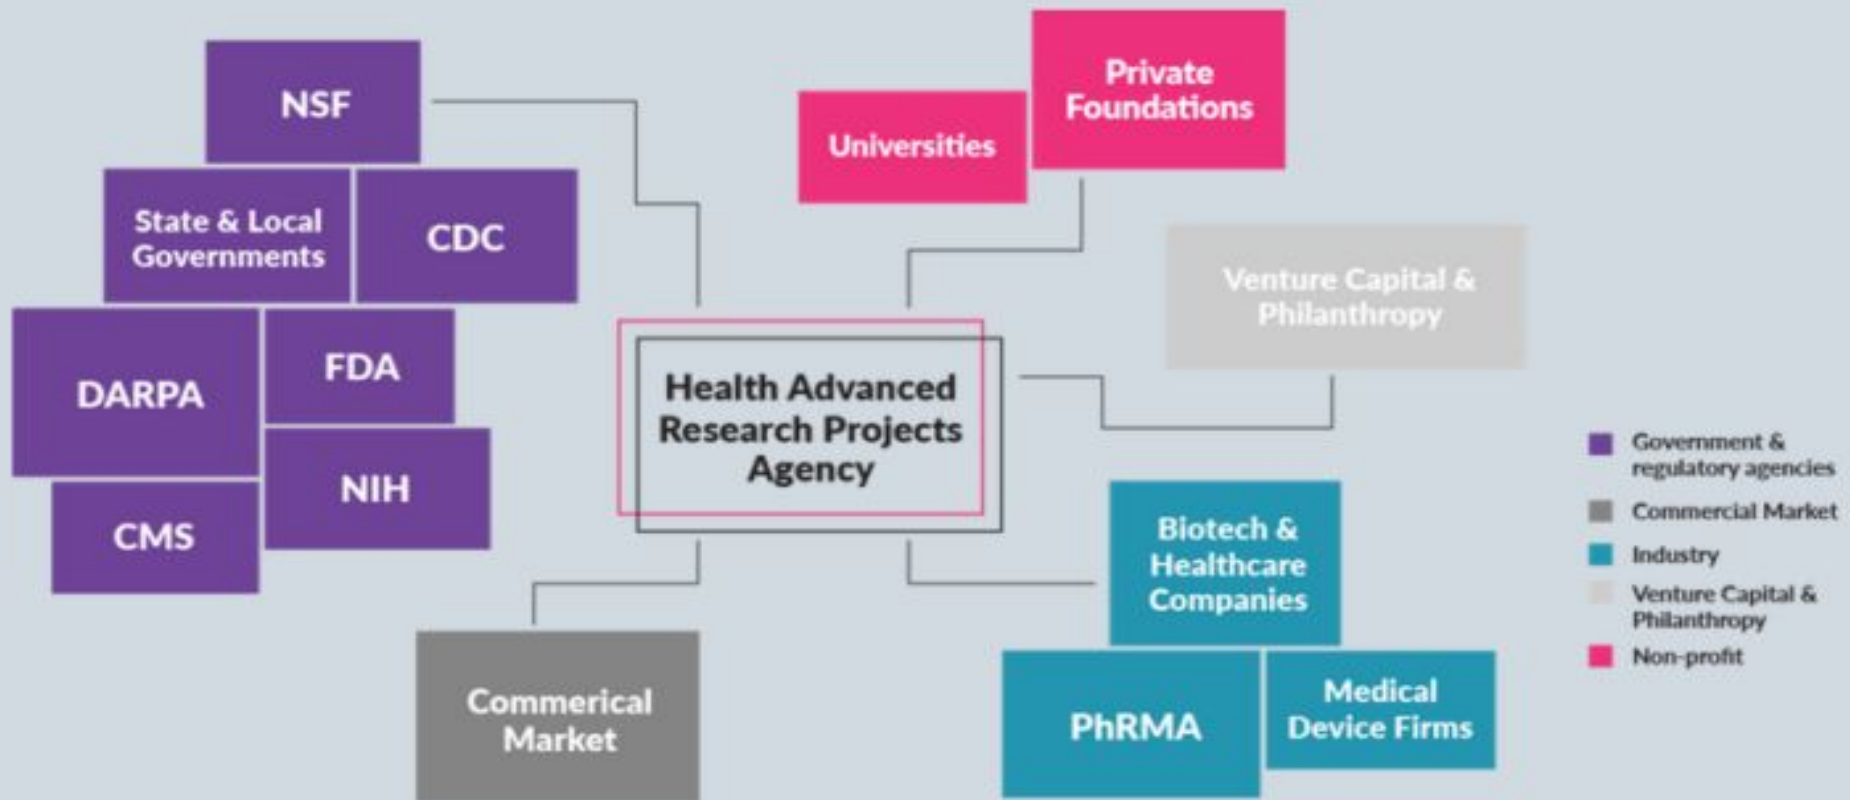 NSF
State & Local
Governments
CDC
DARPA
FDA
NIH
CMS
Universities
Private
Foundations
Venture Capital &
Philanthropy
Health Advanced
Research Projects
Agency
Commerical
Market
Biotech &
Healthcare
Companies
PhRMA
Medical
Device Firms
Government &
regulatory agencies
Commercial Market
Industry
Venture Capital &
Philanthropy
Non-profit